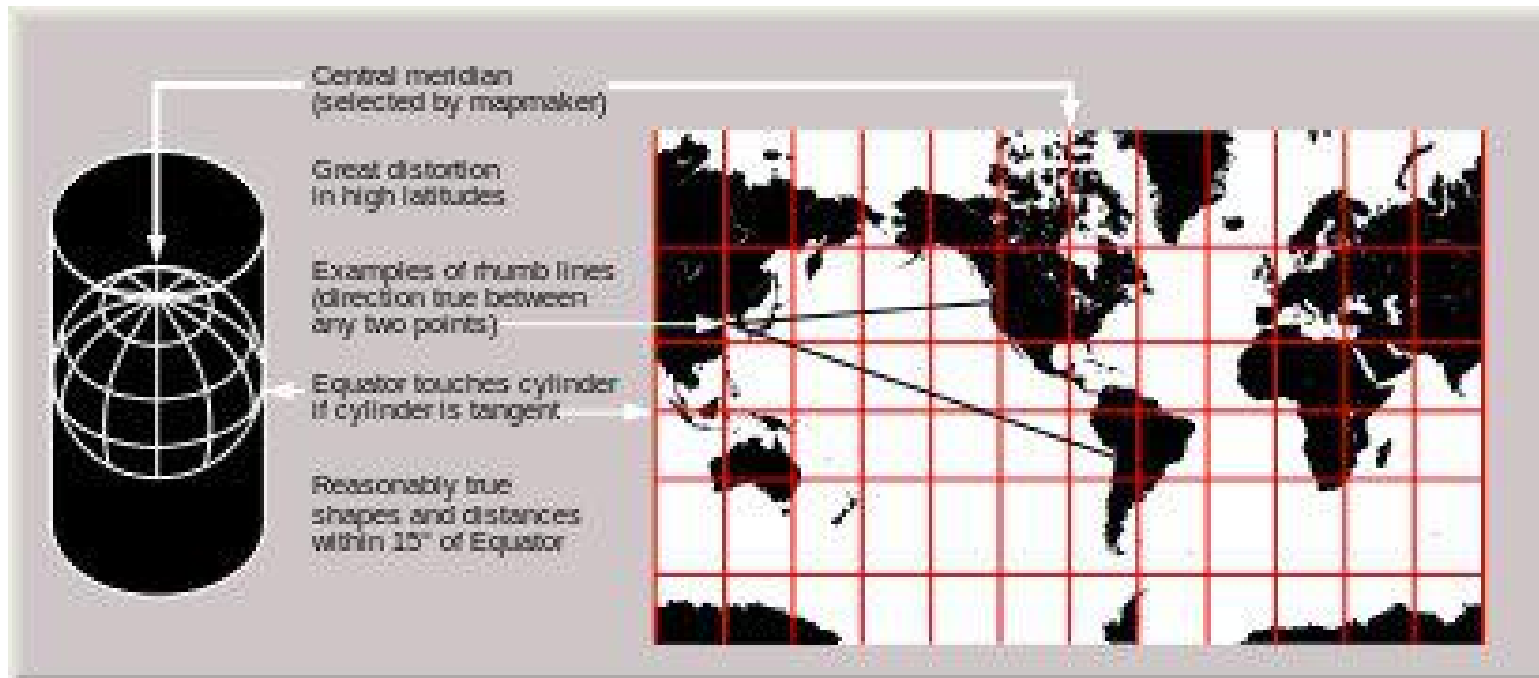 Central meridian
(selected by mapmaker)
Great distortion
in high latitudes
Examples of rhumb lines
(direction true between
any two points)
Equator touches cylinder
if cylinder is tangent
Reasonably true
shapes and distances
within 15° of Equator